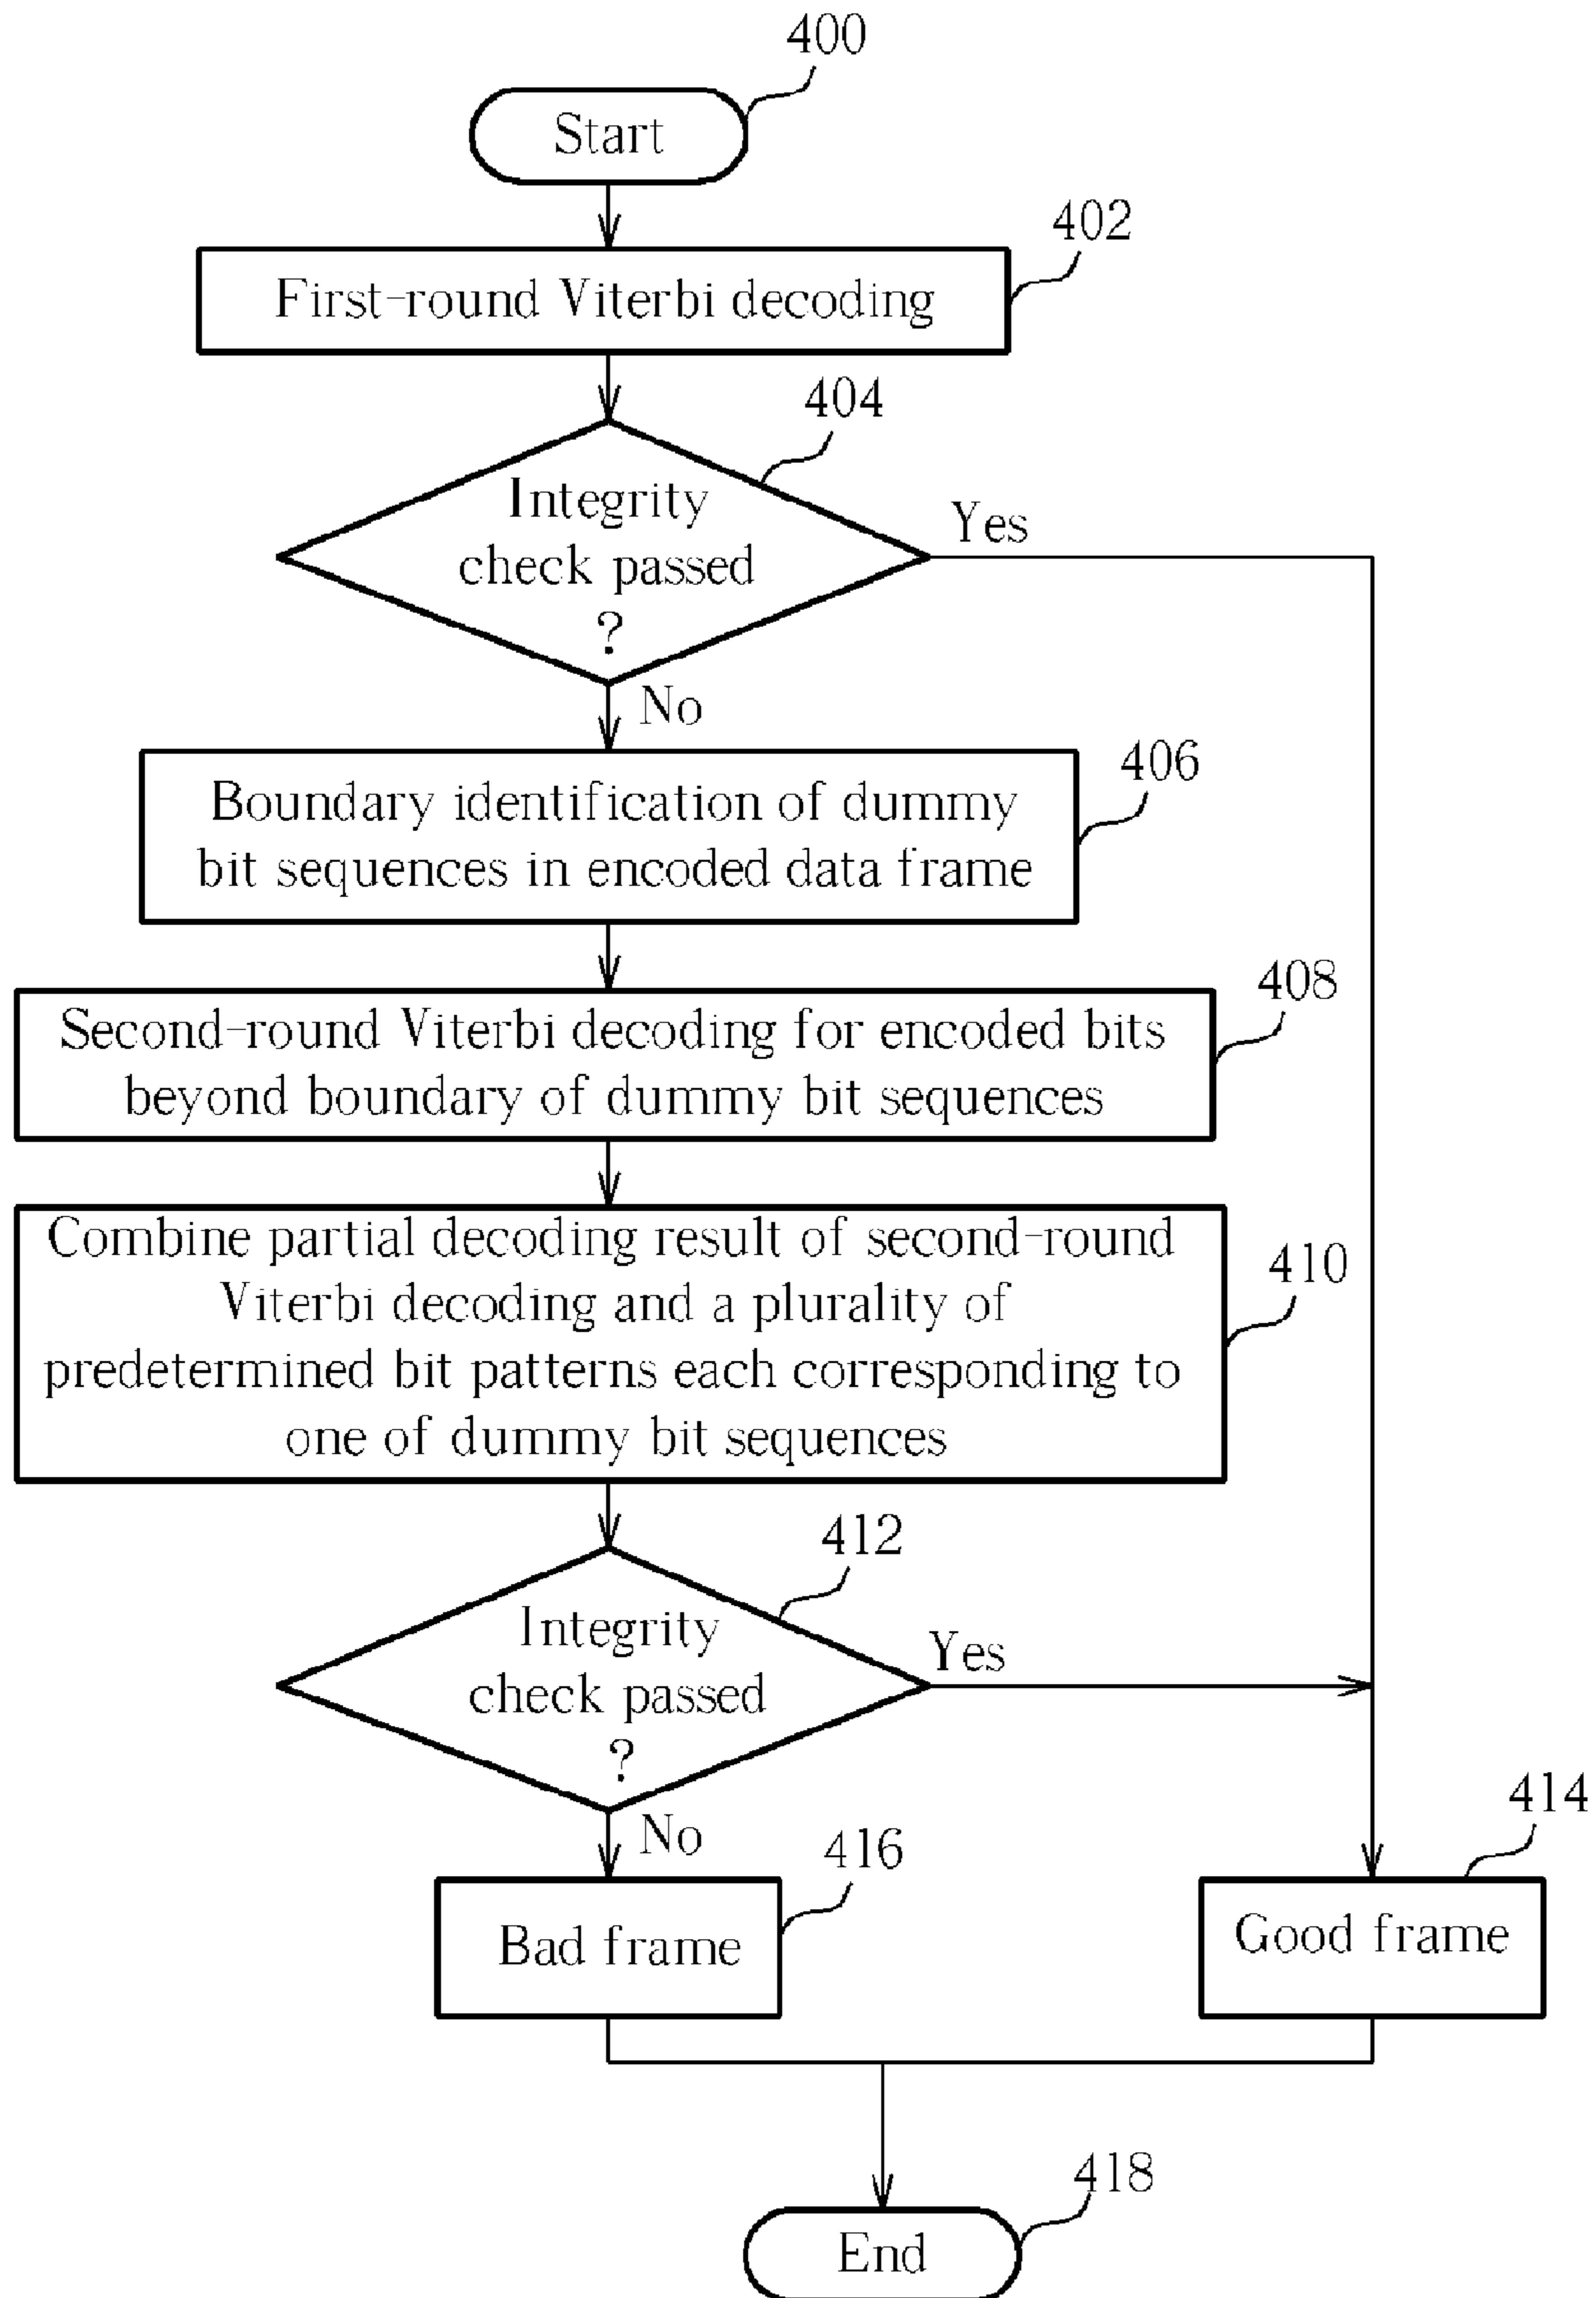 400
Start
402
First-round Viterbi decoding
404
Integrity
check passed
?
Yes
No
406
Boundary identification of dummy
bit sequences in encoded data frame
408
Second-round Viterbi decoding for encoded bits
beyond boundary of dummy bit sequences
Combine partial decoding result of second-round
Viterbi decoding and a plurality of
predetermined bit patterns each corresponding to
one of dummy bit sequences
410
412
Integrity
check passed
?
Yes
No
414
416
Bad frame
Good frame
418
End